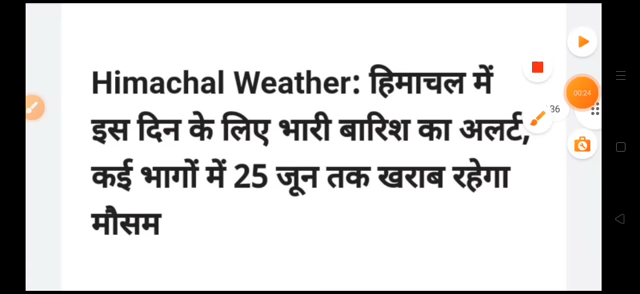 Himachal Weather: हिमाचल में
इस दिन के लिए भारी बारिश का अलर्ट,
कई भागों में 25 जून तक खराब रहेगा
मौसम
00:24
36